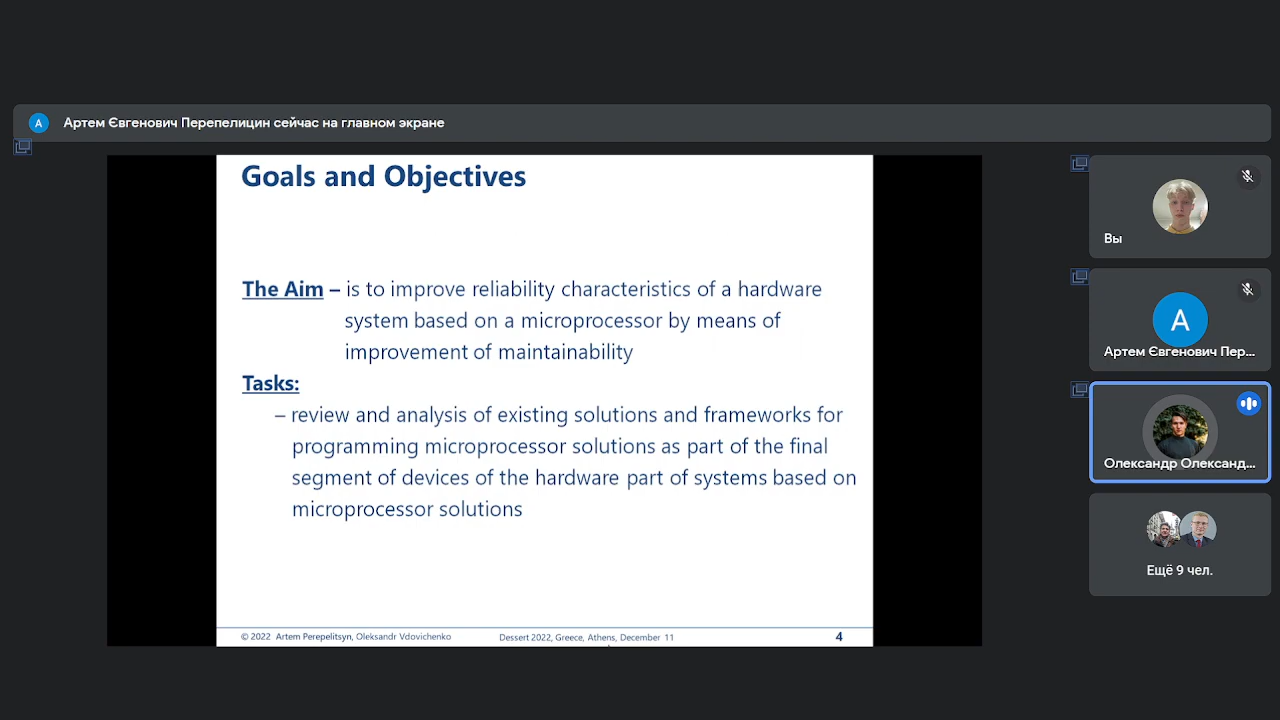 A Артем Євгенович Перепелицин сейчас на главном экране
Goals and Objectives
The Aim – is to improve reliability characteristics of a hardware
system based on a microprocessor by means of
improvement of maintainability
Tasks:
– review and analysis of existing solutions and frameworks for
programming microprocessor solutions as part of the final
segment of devices of the hardware part of systems based on
microprocessor solutions
© 2022 Artem Perepelitsyn, Oleksandr Vdovichenko
Dessert 2022, Greece, Athens, December 11
4
Вы
A
Артем Євгенович Пер...
Олександр Олександ...
Ещё 9 чел.